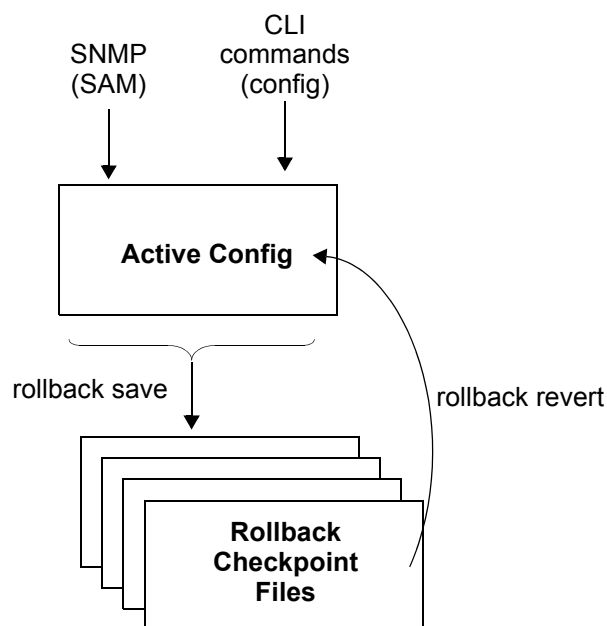 SNMP
(SAM)
CLI
commands
(config)
Active Config
rollback save
rollback revert
Rollback
Checkpoint
Files